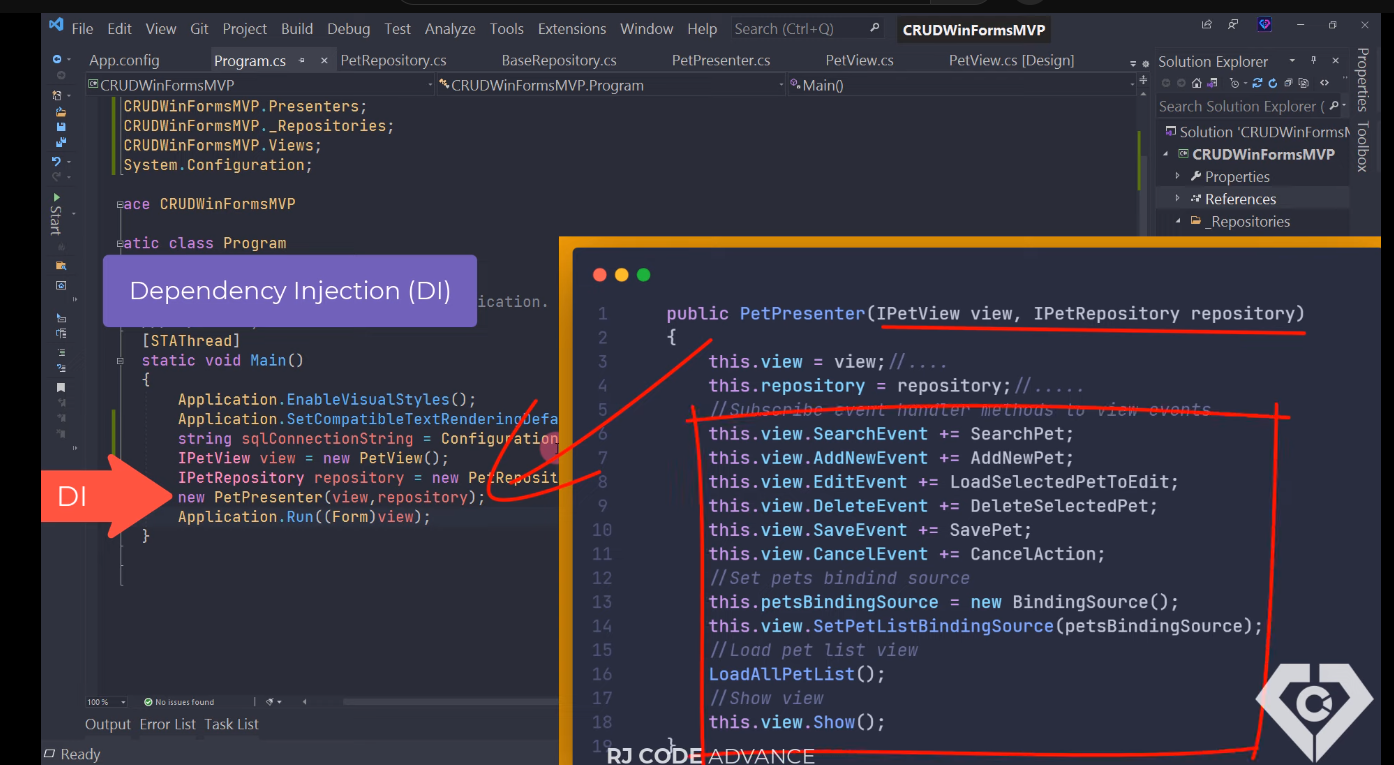 File Edit View Git Project Build Debug Test Analyze Tools Extensions Window Help Search (Ctrl+Q) CRUDWinFormsMVP
App.config Program.cs PetRepository.cs BaseRepository.cs PetPresenter.cs PetView.cs PetView.cs [Design]
CRUDWinFormsMVP CRUDWinFormsMVP.Program Main()
CRUDWinFormsMVP.Presenters;
CRUDWinFormsMVP._Repositories;
CRUDWinFormsMVP.Views;
System.Configuration;
ace CRUDWinFormsMVP
atic class Program
Dependency Injection (DI)
ication.
[STAThread]
static void Main()
{
Application.EnableVisualStyles();
Application.SetCompatibleTextRenderingDefa
string sqlConnectionString = Configuration
IPetView view = new PetView();
IPetRepository repository = new PetReposit
DI
new PetPresenter(view,repository);
Application.Run((Form)view);
}
Start
100 % No issues found
Output Error List Task List
Ready
Solution Explorer
Search Solution Explorer (
Solution 'CRUDWinFormsM
CRUDWinFormsMVP
Properties
References
_Repositories
Properties
Toolbox
1 public PetPresenter(IPetView view, IPetRepository repository)
2 {
3 this.view = view;//....
4 this.repository = repository;//.....
5 //Subscribe event handler methods to view events
6 this.view.SearchEvent += SearchPet;
7 this.view.AddNewEvent += AddNewPet;
8 this.view.EditEvent += LoadSelectedPetToEdit;
9 this.view.DeleteEvent += DeleteSelectedPet;
10 this.view.SaveEvent += SavePet;
11 this.view.CancelEvent += CancelAction;
12 //Set pets bindind source
13 this.petsBindingSource = new BindingSource();
14 this.view.SetPetListBindingSource(petsBindingSource);
15 //Load pet list view
16 LoadAllPetList();
17 //Show view
18 this.view.Show();
19 }
RJ CODE ADVANCE